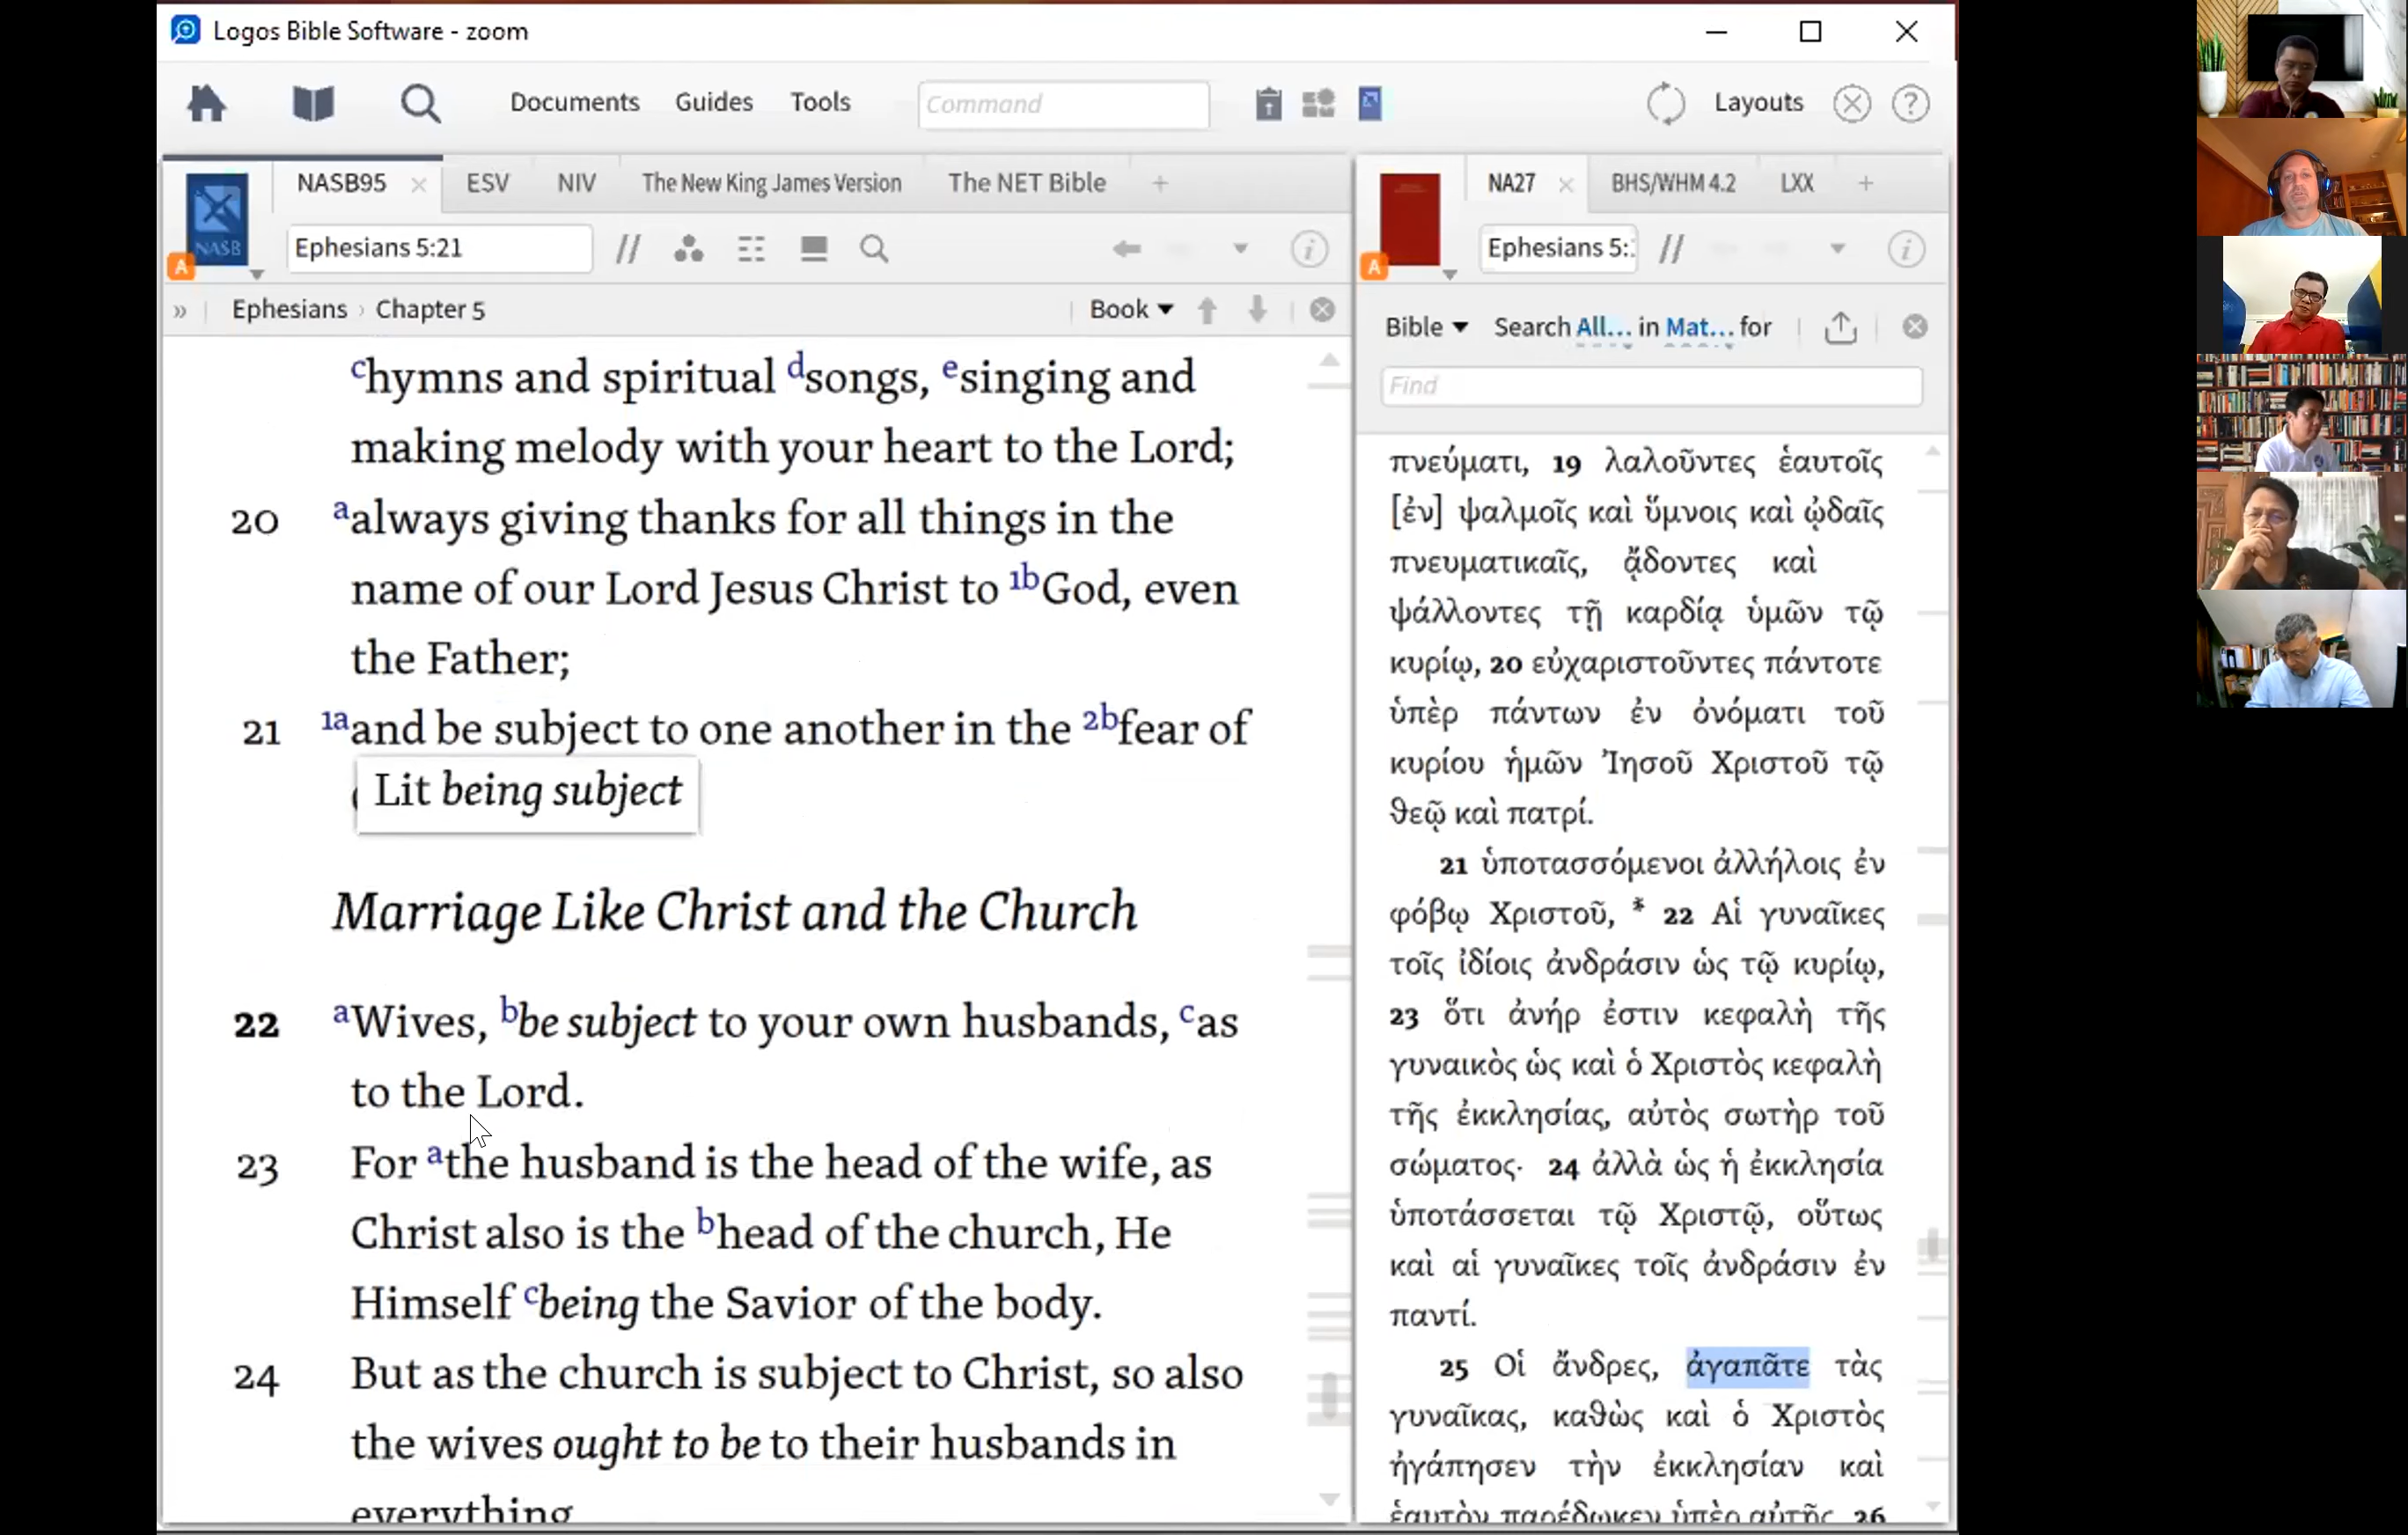 Logos Bible Software - zoom
Documents Guides Tools Command Layouts
NASB95 ESV NIV The New King James Version The NET Bible
NASB
A
Ephesians 5:21
Ephesians › Chapter 5 Book
chymns and spiritual dsongs, esinging and
making melody with your heart to the Lord;
20 aalways giving thanks for all things in the
name of our Lord Jesus Christ to 1bGod, even
the Father;
21 1aand be subject to one another in the 2bfear of
Lit being subject
Marriage Like Christ and the Church
22 aWives, bbe subject to your own husbands, cas
to the Lord.
23 For athe husband is the head of the wife, as
Christ also is the bhead of the church, He
Himself cbeing the Savior of the body.
24 But as the church is subject to Christ, so also
the wives ought to be to their husbands in
everything
NA27 BHS/WHM 4.2 LXX
A
Ephesians 5:
Bible Search All... in Mat... for
Find
πνεύματι, 19 λαλοῦντες ἑαυτοῖς
[ἐν] ψαλμοῖς καὶ ὕμνοις καὶ ᾠδαῖς
πνευματικαῖς, ᾄδοντες καὶ
ψάλλοντες τῇ καρδίᾳ ὑμῶν τῷ
κυρίῳ, 20 εὐχαριστοῦντες πάντοτε
ὑπὲρ πάντων ἐν ὀνόματι τοῦ
κυρίου ἡμῶν Ἰησοῦ Χριστοῦ τῷ
θεῷ καὶ πατρί.
21 ὑποτασσόμενοι ἀλλήλοις ἐν
φόβῳ Χριστοῦ, * 22 Αἱ γυναῖκες
τοῖς ἰδίοις ἀνδράσιν ὡς τῷ κυρίῳ,
23 ὅτι ἀνήρ ἐστιν κεφαλὴ τῆς
γυναικὸς ὡς καὶ ὁ Χριστὸς κεφαλὴ
τῆς ἐκκλησίας, αὐτὸς σωτὴρ τοῦ
σώματος· 24 ἀλλὰ ὡς ἡ ἐκκλησία
ὑποτάσσεται τῷ Χριστῷ, οὕτως
καὶ αἱ γυναῖκες τοῖς ἀνδράσιν ἐν
παντί.
25 Οἱ ἄνδρες, ἀγαπᾶτε τὰς
γυναῖκας, καθὼς καὶ ὁ Χριστὸς
ἠγάπησεν τὴν ἐκκλησίαν καὶ
ἑαυτὸν παρέδωκεν ὑπὲρ αὐτῆς, 26